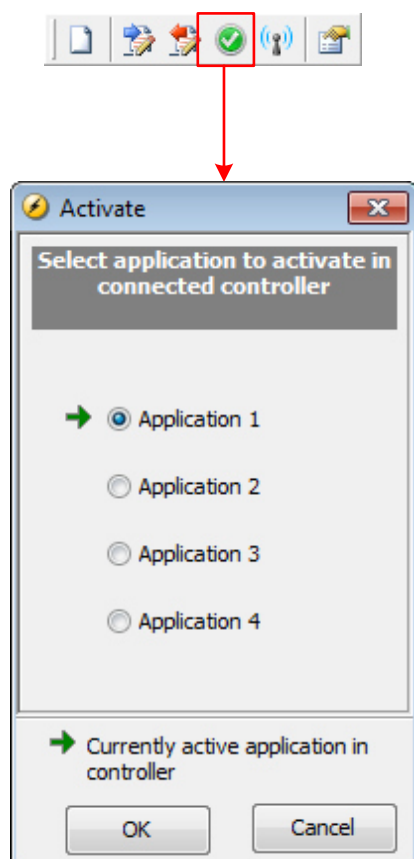 Activate
Select application to activate in
connected controller
Application 1
Application 2
Application 3
Application 4
Currently active application in
controller
OK
Cancel